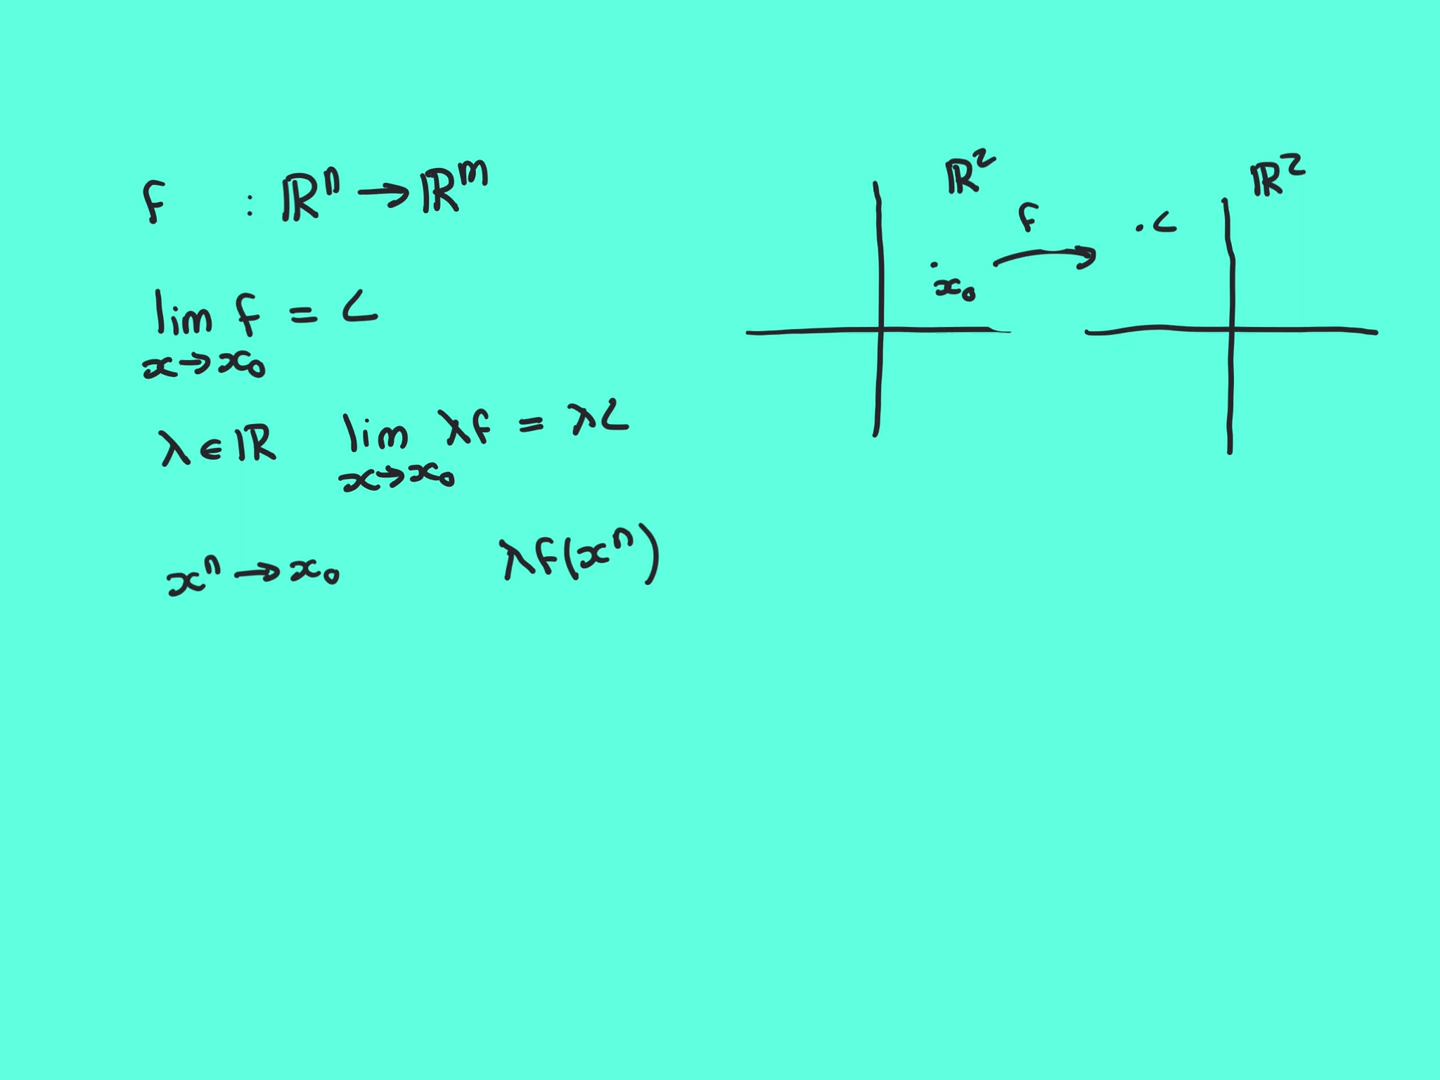 f : ℝⁿ → ℝᵐ
lim f = L
x → x₀
λ ∈ ℝ lim λf = λL
x → x₀
xⁿ → x₀ λf(xⁿ)
ℝ² ℝ²
f
. L
. x₀